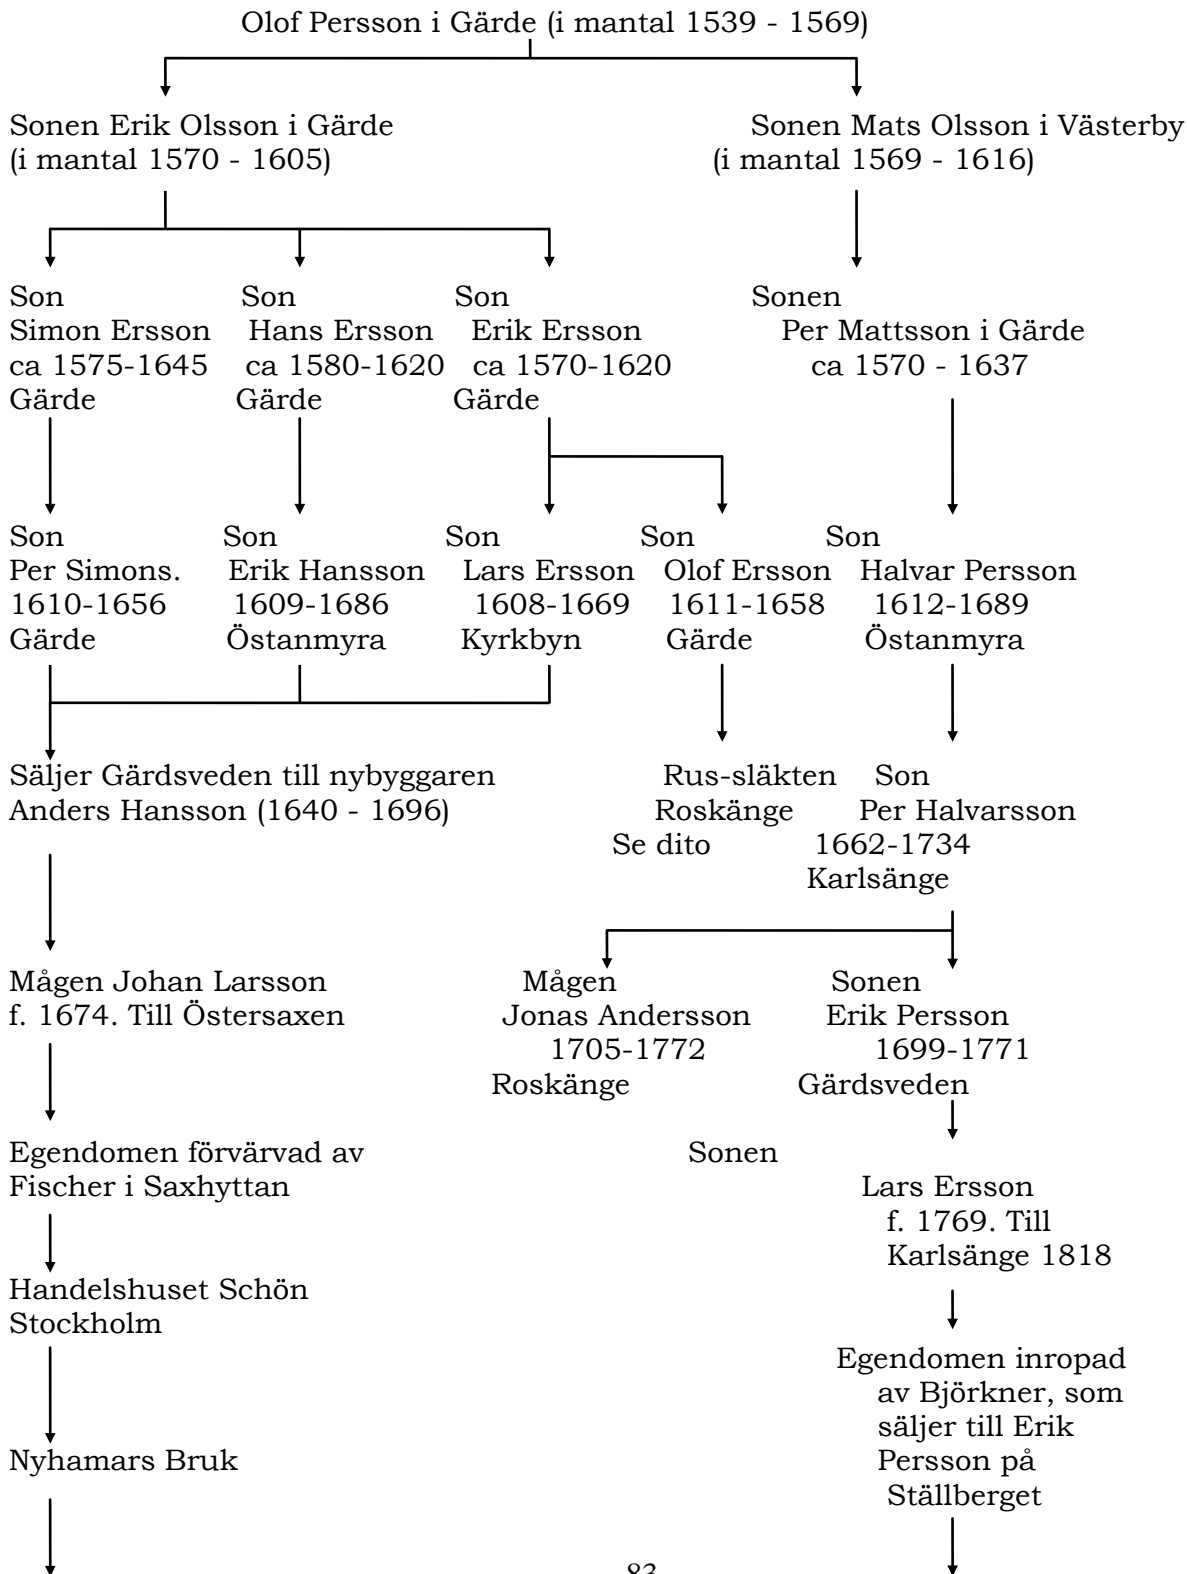 Olof Persson i Gärde (i mantal 1539 - 1569)
Sonen Erik Olsson i Gärde
(i mantal 1570 - 1605)
Sonen Mats Olsson i Västerby
(i mantal 1569 - 1616)
Son
Simon Ersson
ca 1575-1645
Gärde
Son
Hans Ersson
ca 1580-1620
Gärde
Son
Erik Ersson
ca 1570-1620
Gärde
Sonen
Per Mattsson i Gärde
ca 1570 - 1637
Son
Per Simons.
1610-1656
Gärde
Son
Erik Hansson
1609-1686
Östanmyra
Son
Lars Ersson
1608-1669
Kyrkbyn
Son
Olof Ersson
1611-1658
Gärde
Son
Halvar Persson
1612-1689
Östanmyra
Säljer Gärdsveden till nybyggaren
Anders Hansson (1640 - 1696)
Rus-släkten
Roskänge
Se dito
Son
Per Halvarsson
1662-1734
Karlsänge
Mågen Johan Larsson
f. 1674. Till Östersaxen
Mågen
Jonas Andersson
1705-1772
Roskänge
Sonen
Erik Persson
1699-1771
Gärdsveden
Egendomen förvärvad av
Fischer i Saxhyttan
Sonen
Lars Ersson
f. 1769. Till
Karlsänge 1818
Handelshuset Schön
Stockholm
Egendomen inropad
av Björkner, som
säljer till Erik
Persson på
Ställberget
Nyhamars Bruk
83